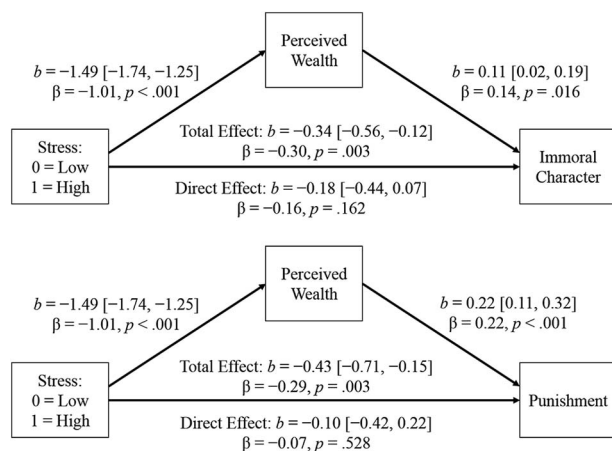 Perceived
Wealth
b = −1.49 [−1.74, −1.25]
β = −1.01, p < .001
b = 0.11 [0.02, 0.19]
β = 0.14, p = .016
Stress:
0 = Low
1 = High
Total Effect: b = −0.34 [−0.56, −0.12]
β = −0.30, p = .003
Direct Effect: b = −0.18 [−0.44, 0.07]
β = −0.16, p = .162
Immoral
Character
Perceived
Wealth
b = −1.49 [−1.74, −1.25]
β = −1.01, p < .001
b = 0.22 [0.11, 0.32]
β = 0.22, p < .001
Stress:
0 = Low
1 = High
Total Effect: b = −0.43 [−0.71, −0.15]
β = −0.29, p = .003
Direct Effect: b = −0.10 [−0.42, 0.22]
β = −0.07, p = .528
Punishment